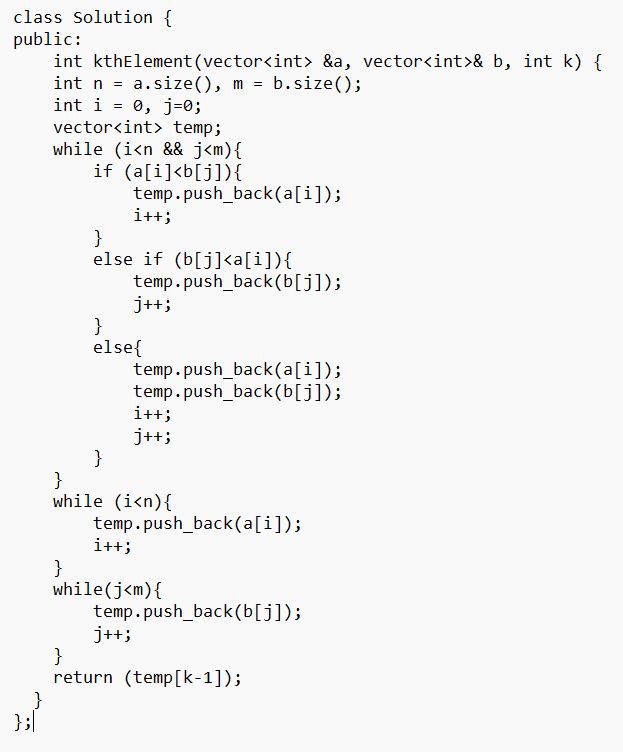 class Solution {
public:
    int kthElement(vector<int> &a, vector<int>& b, int k) {
    int n = a.size(), m = b.size();
    int i = 0, j=0;
    vector<int> temp;
    while (i<n && j<m){
        if (a[i]<b[j]){
            temp.push_back(a[i]);
            i++;
        }
        else if (b[j]<a[i]){
            temp.push_back(b[j]);
            j++;
        }
        else{
            temp.push_back(a[i]);
            temp.push_back(b[j]);
            i++;
            j++;
        }
    }
    while (i<n){
        temp.push_back(a[i]);
        i++;
    }
    while(j<m){
        temp.push_back(b[j]);
        j++;
    }
    return (temp[k-1]);
  }
};